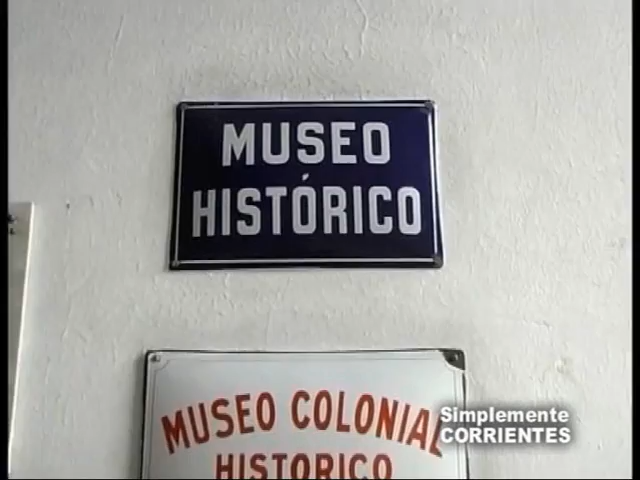 MUSEO
HISTÓRICO
MUSEO COLONIAL
HISTORICO
Simplemente
CORRIENTES